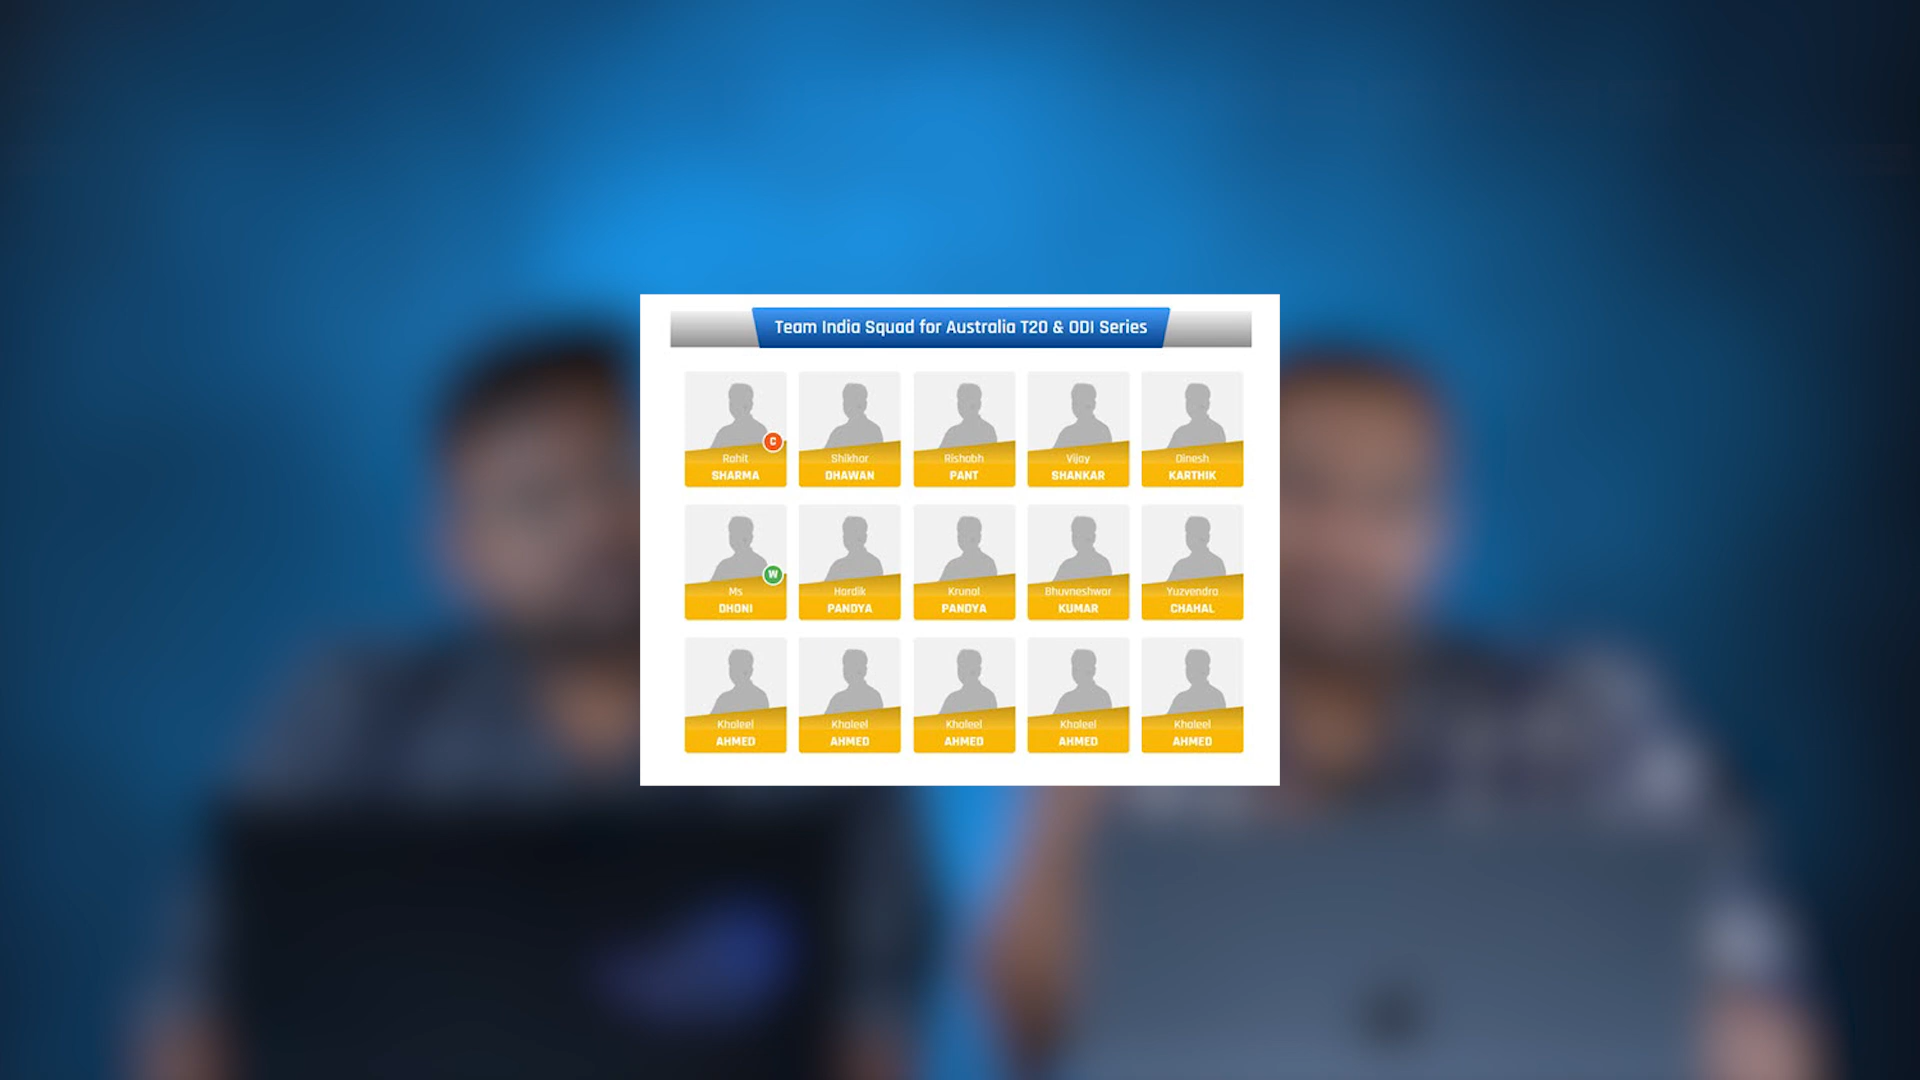 Team India Squad for Australia T20 & ODI Series
Rohit Shikhar Rishabh Vijay Dinesh
C
SHARMA DHAWAN PANT SHANKAR KARTHIK
W
Ms Hardik Krunal Bhuvneshwar Yuzvendra
DHONI PANDYA PANDYA KUMAR CHAHAL
Khaleel Khaleel Khaleel Khaleel Khaleel
AHMED AHMED AHMED AHMED AHMED